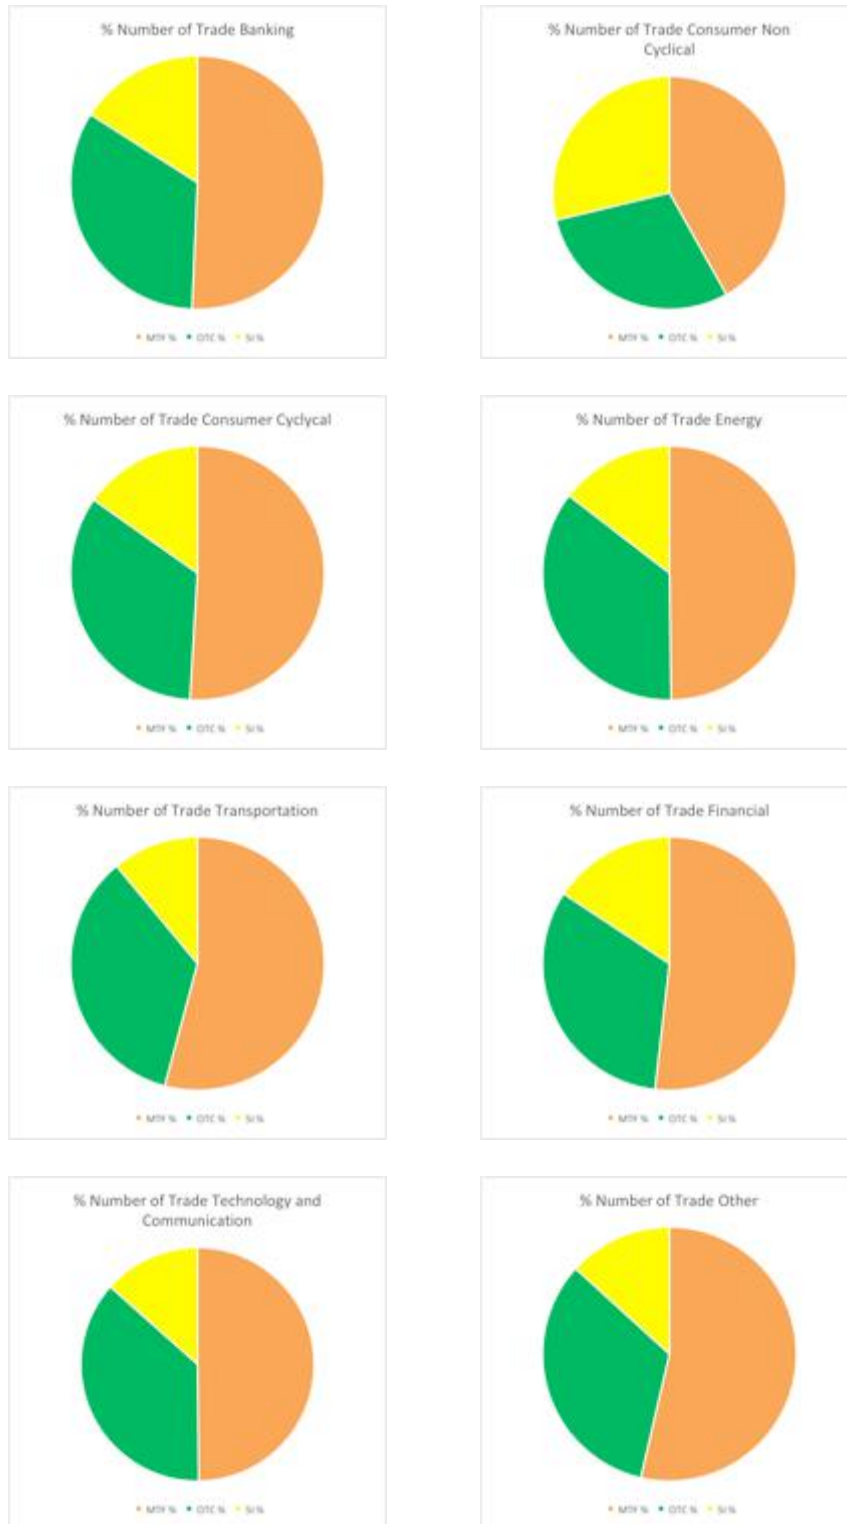 % Number of Trade Banking
MTF % OTC % SI %
% Number of Trade Consumer Non
Cyclical
MTF % OTC % SI %
% Number of Trade Consumer Cyclycal
MTF % OTC % SI %
% Number of Trade Energy
MTF % OTC % SI %
% Number of Trade Transportation
MTF % OTC % SI %
% Number of Trade Financial
MTF % OTC % SI %
% Number of Trade Technology and
Communication
MTF % OTC % SI %
% Number of Trade Other
MTF % OTC % SI %